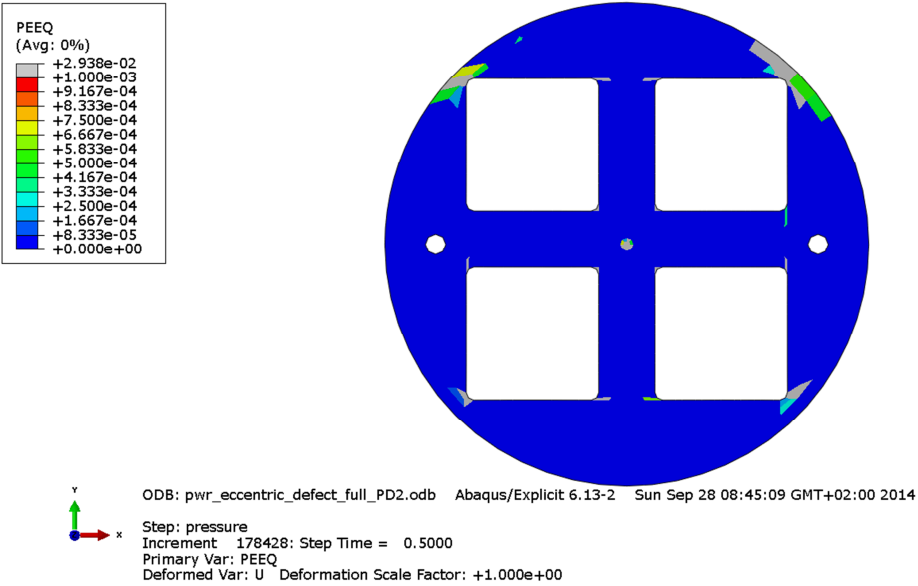 PEEQ
(Avg: 0%)
+2.938e-02
+1.000e-03
+9.167e-04
+8.333e-04
+7.500e-04
+6.667e-04
+5.833e-04
+5.000e-04
+4.167e-04
+3.333e-04
+2.500e-04
+1.667e-04
+8.333e-05
+0.000e+00
Y
X
ODB: pwr_eccentric_defect_full_PD2.odb Abaqus/Explicit 6.13-2 Sun Sep 28 08:45:09 GMT+02:00 2014
Step: pressure
Increment 178428: Step Time = 0.5000
Primary Var: PEEQ
Deformed Var: U Deformation Scale Factor: +1.000e+00